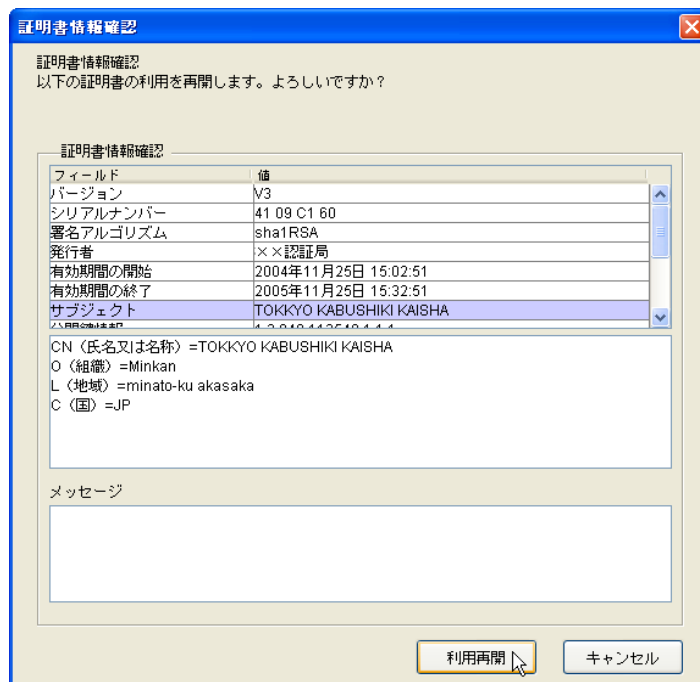 証明書情報確認
証明書情報確認
以下の証明書の利用を再開します。よろしいですか？
証明書情報確認
フィールド 値
バージョン V3
シリアルナンバー 41 09 C1 60
署名アルゴリズム sha1RSA
発行者 ××認証局
有効期間の開始 2004年11月25日 15:02:51
有効期間の終了 2005年11月25日 15:32:51
サブジェクト TOKKYO KABUSHIKI KAISHA
CN（氏名又は名称）=TOKKYO KABUSHIKI KAISHA
O（組織）=Minkan
L（地域）=minato-ku akasaka
C（国）=JP
メッセージ
利用再開 キャンセル